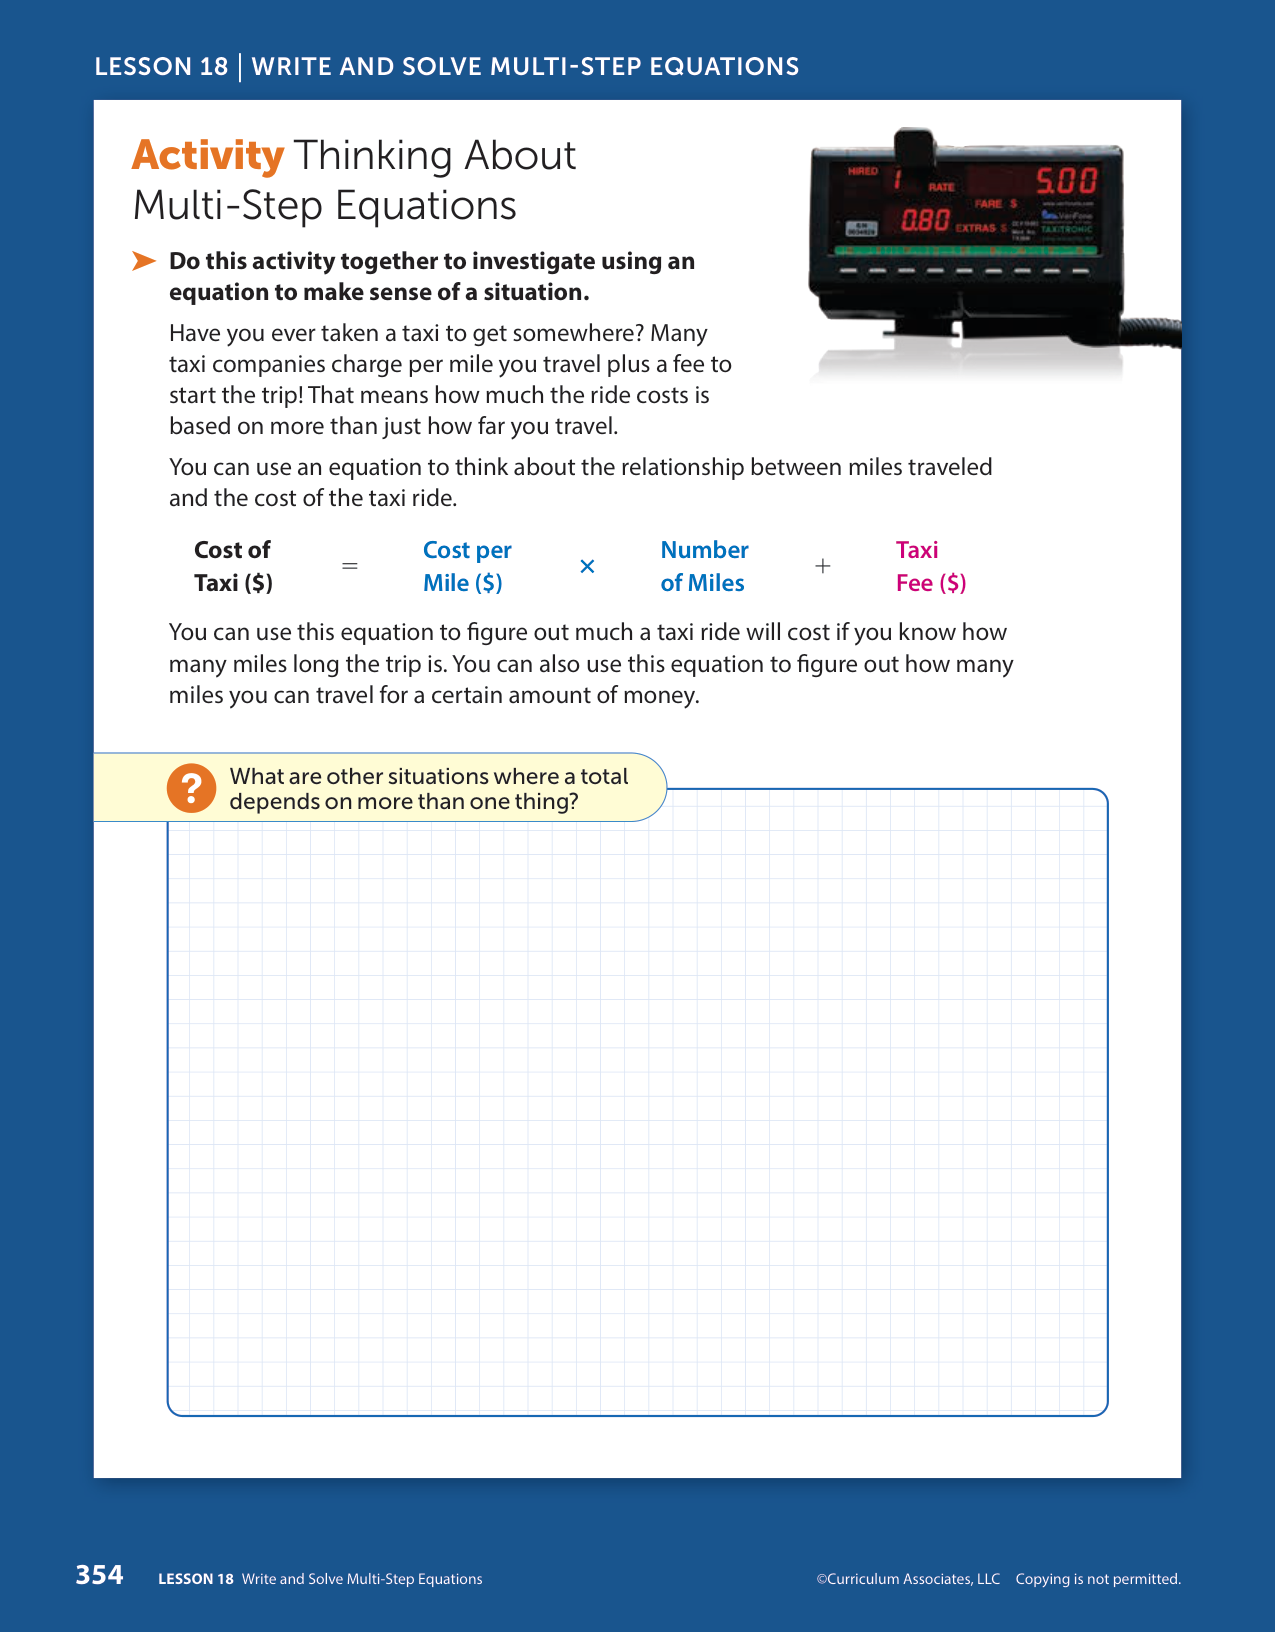 LESSON 18 | WRITE AND SOLVE MULTI-STEP EQUATIONS
Activity Thinking About
Multi-Step Equations
HIRED 1 RATE 5.00
FARE $
0.80 EXTRAS $
VeriFone
TAXITRONIC
➤ Do this activity together to investigate using an
equation to make sense of a situation.
Have you ever taken a taxi to get somewhere? Many
taxi companies charge per mile you travel plus a fee to
start the trip! That means how much the ride costs is
based on more than just how far you travel.
You can use an equation to think about the relationship between miles traveled
and the cost of the taxi ride.
Cost of Taxi ($) = Cost per Mile ($) × Number of Miles + Taxi Fee ($)
You can use this equation to figure out much a taxi ride will cost if you know how
many miles long the trip is. You can also use this equation to figure out how many
miles you can travel for a certain amount of money.
? What are other situations where a total
depends on more than one thing?
354 LESSON 18 Write and Solve Multi-Step Equations ©Curriculum Associates, LLC Copying is not permitted.